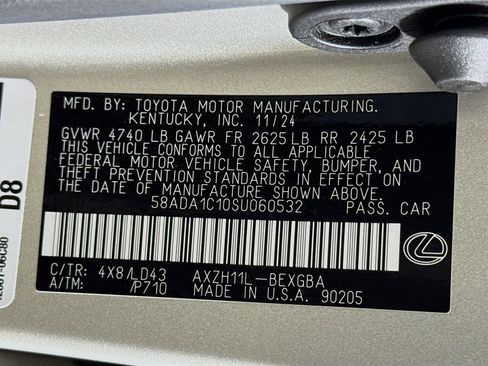 MFD. BY: TOYOTA MOTOR MANUFACTURING.
KENTUCKY, INC. 11/24
GVWR 4740 LB GAWR FR 2625 LB RR 2425 LB
THIS VEHICLE CONFORMS TO ALL APPLICABLE
FEDERAL MOTOR VEHICLE SAFETY, BUMPER, AND
THEFT PREVENTION STANDARDS IN EFFECT ON
THE DATE OF MANUFACTURE SHOWN ABOVE.
58ADA1C10SU060532 PASS. CAR
C/TR: 4X8/LD43 AXZH11L-BEXGBA
A/TM: /P710 MADE IN U.S.A. 90205
D8